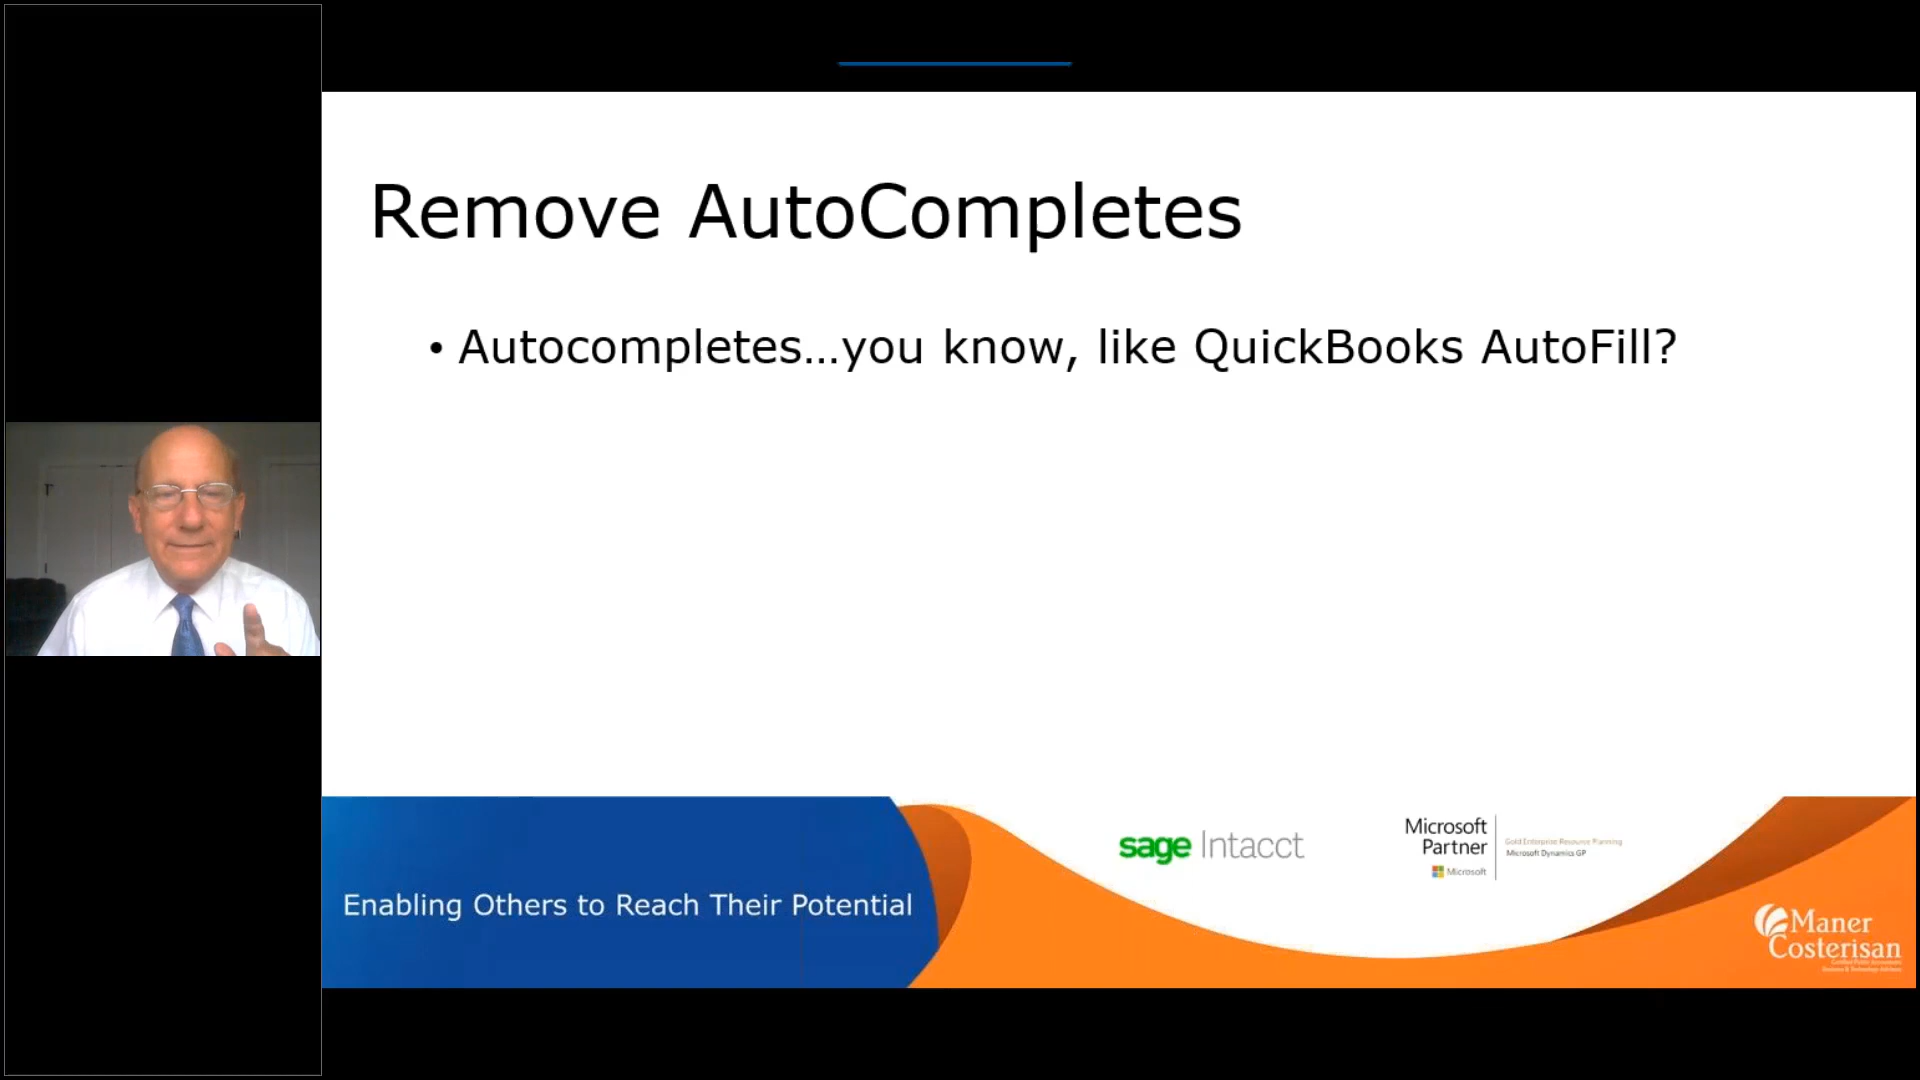 Remove AutoCompletes
• Autocompletes...you know, like QuickBooks AutoFill?
Enabling Others to Reach Their Potential
sage Intacct
Microsoft
Partner
Microsoft
Gold Enterprise Resource Planning
Microsoft Dynamics GP
Maner
Costerisan